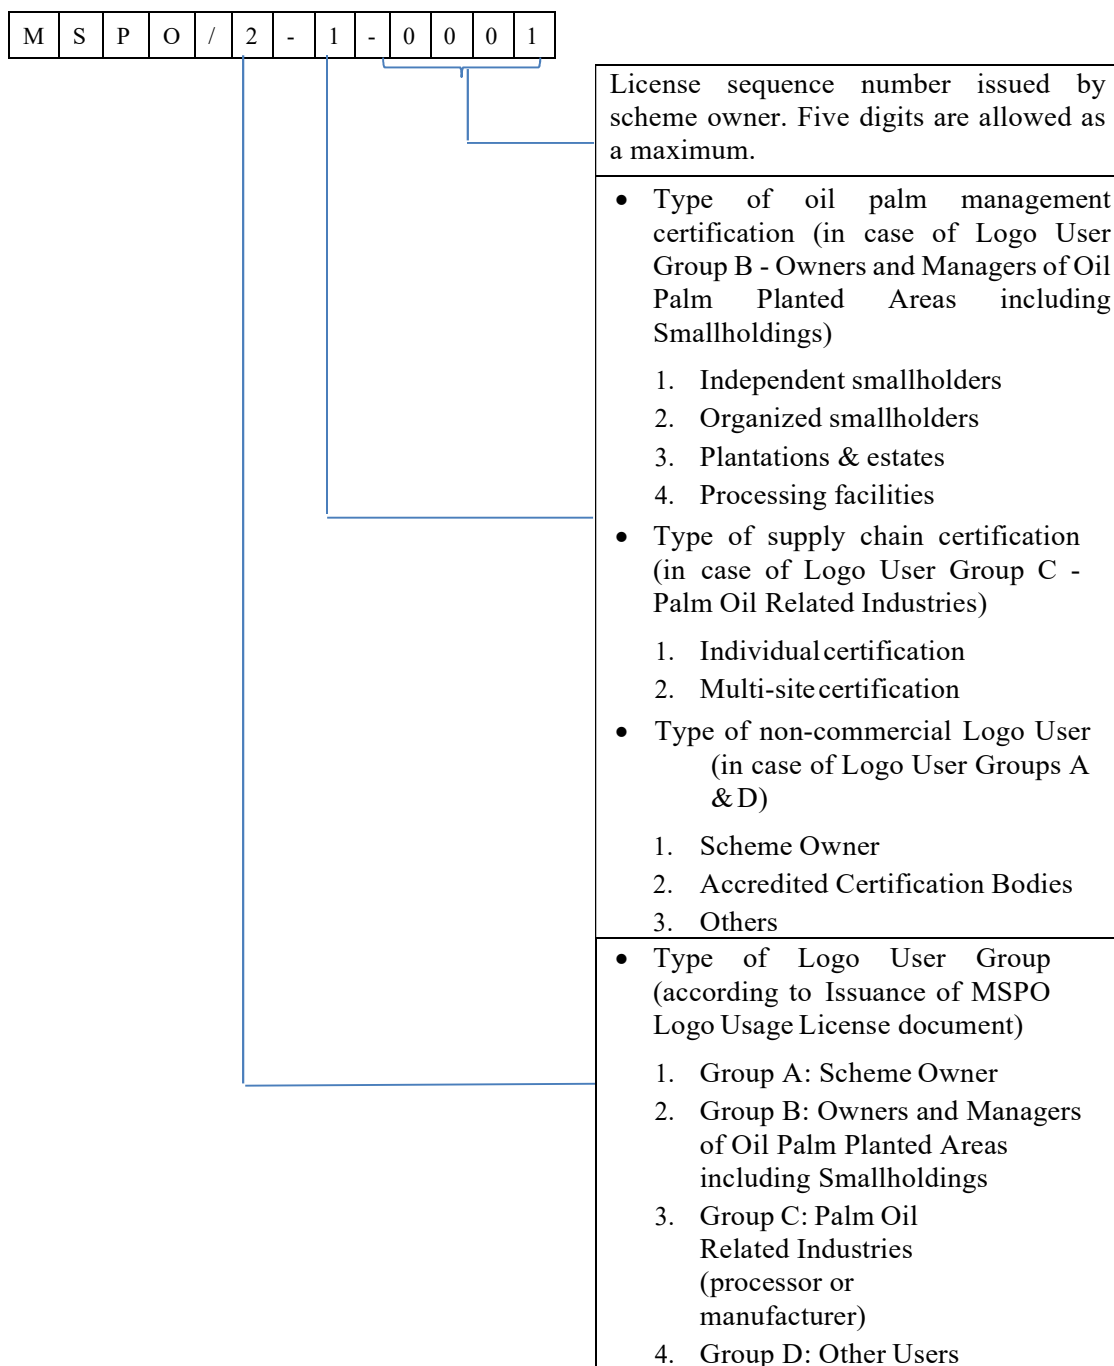 M S P O / 2 - 1 - 0 0 0 1
License sequence number issued by
scheme owner. Five digits are allowed as
a maximum.
• Type of oil palm management
certification (in case of Logo User
Group B - Owners and Managers of Oil
Palm Planted Areas including
Smallholdings)
1. Independent smallholders
2. Organized smallholders
3. Plantations & estates
4. Processing facilities
• Type of supply chain certification
(in case of Logo User Group C -
Palm Oil Related Industries)
1. Individualcertification
2. Multi-sitecertification
• Type of non-commercial Logo User
(in case of Logo User Groups A
& D)
1. Scheme Owner
2. Accredited Certification Bodies
3. Others
• Type of Logo User Group
(according to Issuance of MSPO
Logo Usage License document)
1. Group A: Scheme Owner
2. Group B: Owners and Managers
of Oil Palm Planted Areas
including Smallholdings
3. Group C: Palm Oil
Related Industries
(processor or
manufacturer)
4. Group D: Other Users